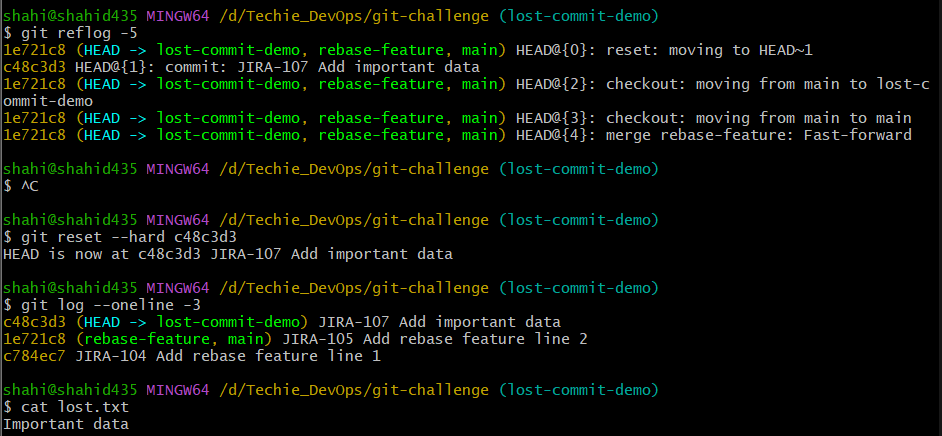 shahi@shahid435 MINGW64 /d/Techie_DevOps/git-challenge (lost-commit-demo)
$ git reflog -5
1e721c8 (HEAD -> lost-commit-demo, rebase-feature, main) HEAD@{0}: reset: moving to HEAD~1
c48c3d3 HEAD@{1}: commit: JIRA-107 Add important data
1e721c8 (HEAD -> lost-commit-demo, rebase-feature, main) HEAD@{2}: checkout: moving from main to lost-c
ommit-demo
1e721c8 (HEAD -> lost-commit-demo, rebase-feature, main) HEAD@{3}: checkout: moving from main to main
1e721c8 (HEAD -> lost-commit-demo, rebase-feature, main) HEAD@{4}: merge rebase-feature: Fast-forward
shahi@shahid435 MINGW64 /d/Techie_DevOps/git-challenge (lost-commit-demo)
$ ^C
shahi@shahid435 MINGW64 /d/Techie_DevOps/git-challenge (lost-commit-demo)
$ git reset --hard c48c3d3
HEAD is now at c48c3d3 JIRA-107 Add important data
shahi@shahid435 MINGW64 /d/Techie_DevOps/git-challenge (lost-commit-demo)
$ git log --oneline -3
c48c3d3 (HEAD -> lost-commit-demo) JIRA-107 Add important data
1e721c8 (rebase-feature, main) JIRA-105 Add rebase feature line 2
c784ec7 JIRA-104 Add rebase feature line 1
shahi@shahid435 MINGW64 /d/Techie_DevOps/git-challenge (lost-commit-demo)
$ cat lost.txt
Important data